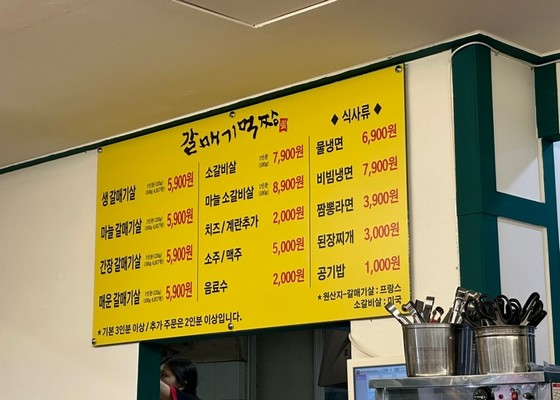 갈매기먹짱
생 갈매기살 5,900원
마늘 갈매기살 5,900원
간장 갈매기살 5,900원
매운 갈매기살 5,900원
소갈비살 7,900원
마늘 소갈비살 8,900원
치즈 / 계란추가 2,000원
소주 / 맥주 5,000원
음료수 2,000원
◆ 식사류 ◆
물냉면 6,900원
비빔냉면 7,900원
짬뽕라면 3,900원
된장찌개 3,000원
공기밥 1,000원
* 원산지-갈매기살 : 프랑스
소갈비살 : 미국
* 기본 3인분 이상 / 추가 주문은 2인분 이상입니다.